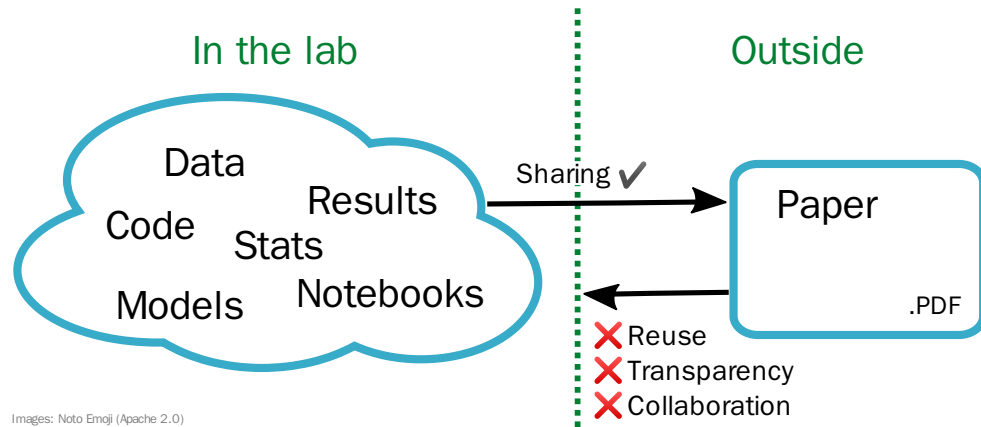 In the lab
Outside
Data
Results
Code
Stats
Models
Notebooks
Sharing ✔
Paper
.PDF
❌ Reuse
❌ Transparency
❌ Collaboration
Images: Noto Emoji (Apache 2.0)